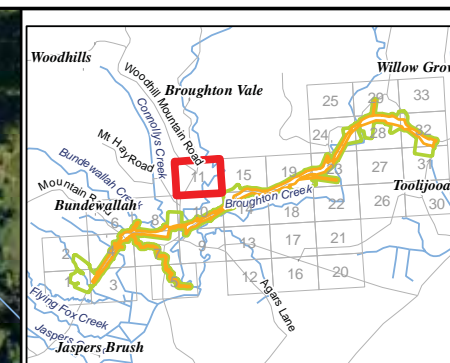 Woodhills
Willow Grov
Woodhill Mountain Road
Broughton Vale
Connollys Creek
25 29 33
Mt Hay Road
24 28 32
Bundewallah Creek
11 15 19 23 27 31
Mountain Road
Toolijooa
Broughton Creek
Bundewallah
6 8 10 14 18 22 26 30
2 9 13 17 21
1 3 12 16 20
Agars Lane
Flying Fox Creek
Jaspers Creek
Jaspers Brush